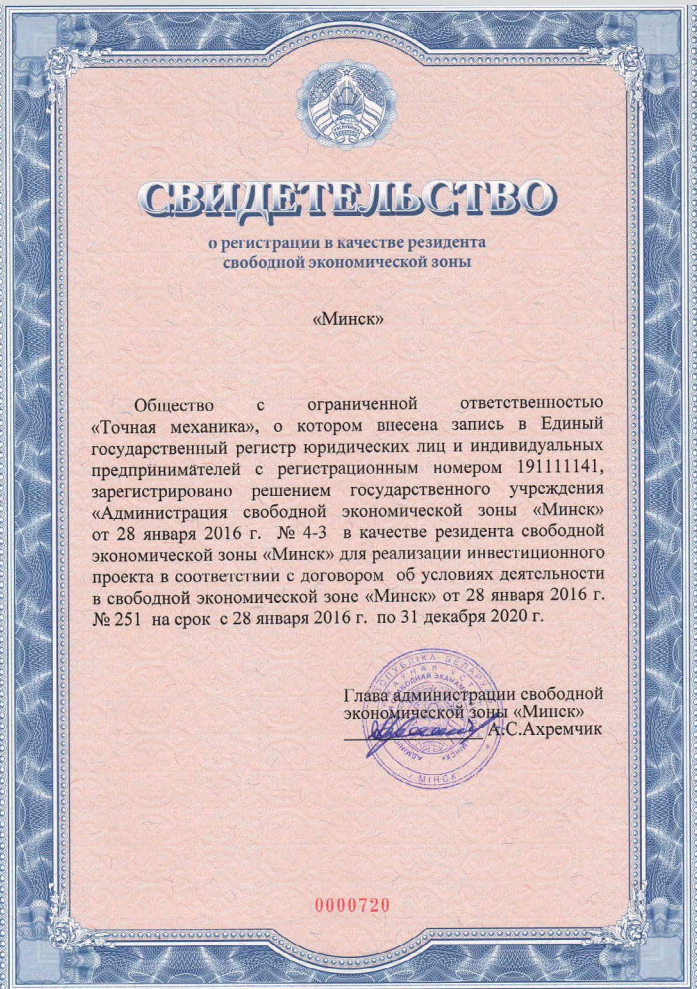 СВИДЕТЕЛЬСТВО
о регистрации в качестве резидента
свободной экономической зоны
«Минск»
Общество с ограниченной ответственностью
«Точная механика», о котором внесена запись в Единый
государственный регистр юридических лиц и индивидуальных
предпринимателей с регистрационным номером 191111141,
зарегистрировано решением государственного учреждения
«Администрация свободной экономической зоны «Минск»
от 28 января 2016 г. № 4-3 в качестве резидента свободной
экономической зоны «Минск» для реализации инвестиционного
проекта в соответствии с договором об условиях деятельности
в свободной экономической зоне «Минск» от 28 января 2016 г.
№ 251 на срок с 28 января 2016 г. по 31 декабря 2020 г.
Глава администрации свободной
экономической зоны «Минск»
А.С.Ахремчик
г. МІНСК
0000720